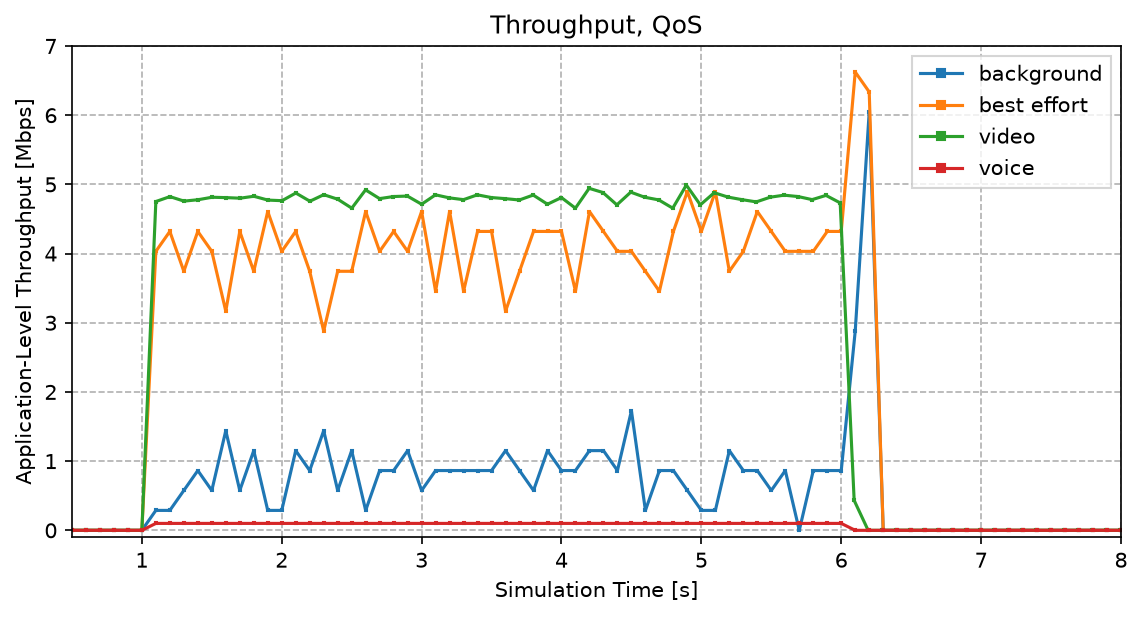 Throughput, QoS
Application-Level Throughput [Mbps]
7
6
5
4
3
2
1
0
background
best effort
video
voice
1 2 3 4 5 6 7 8
Simulation Time [s]